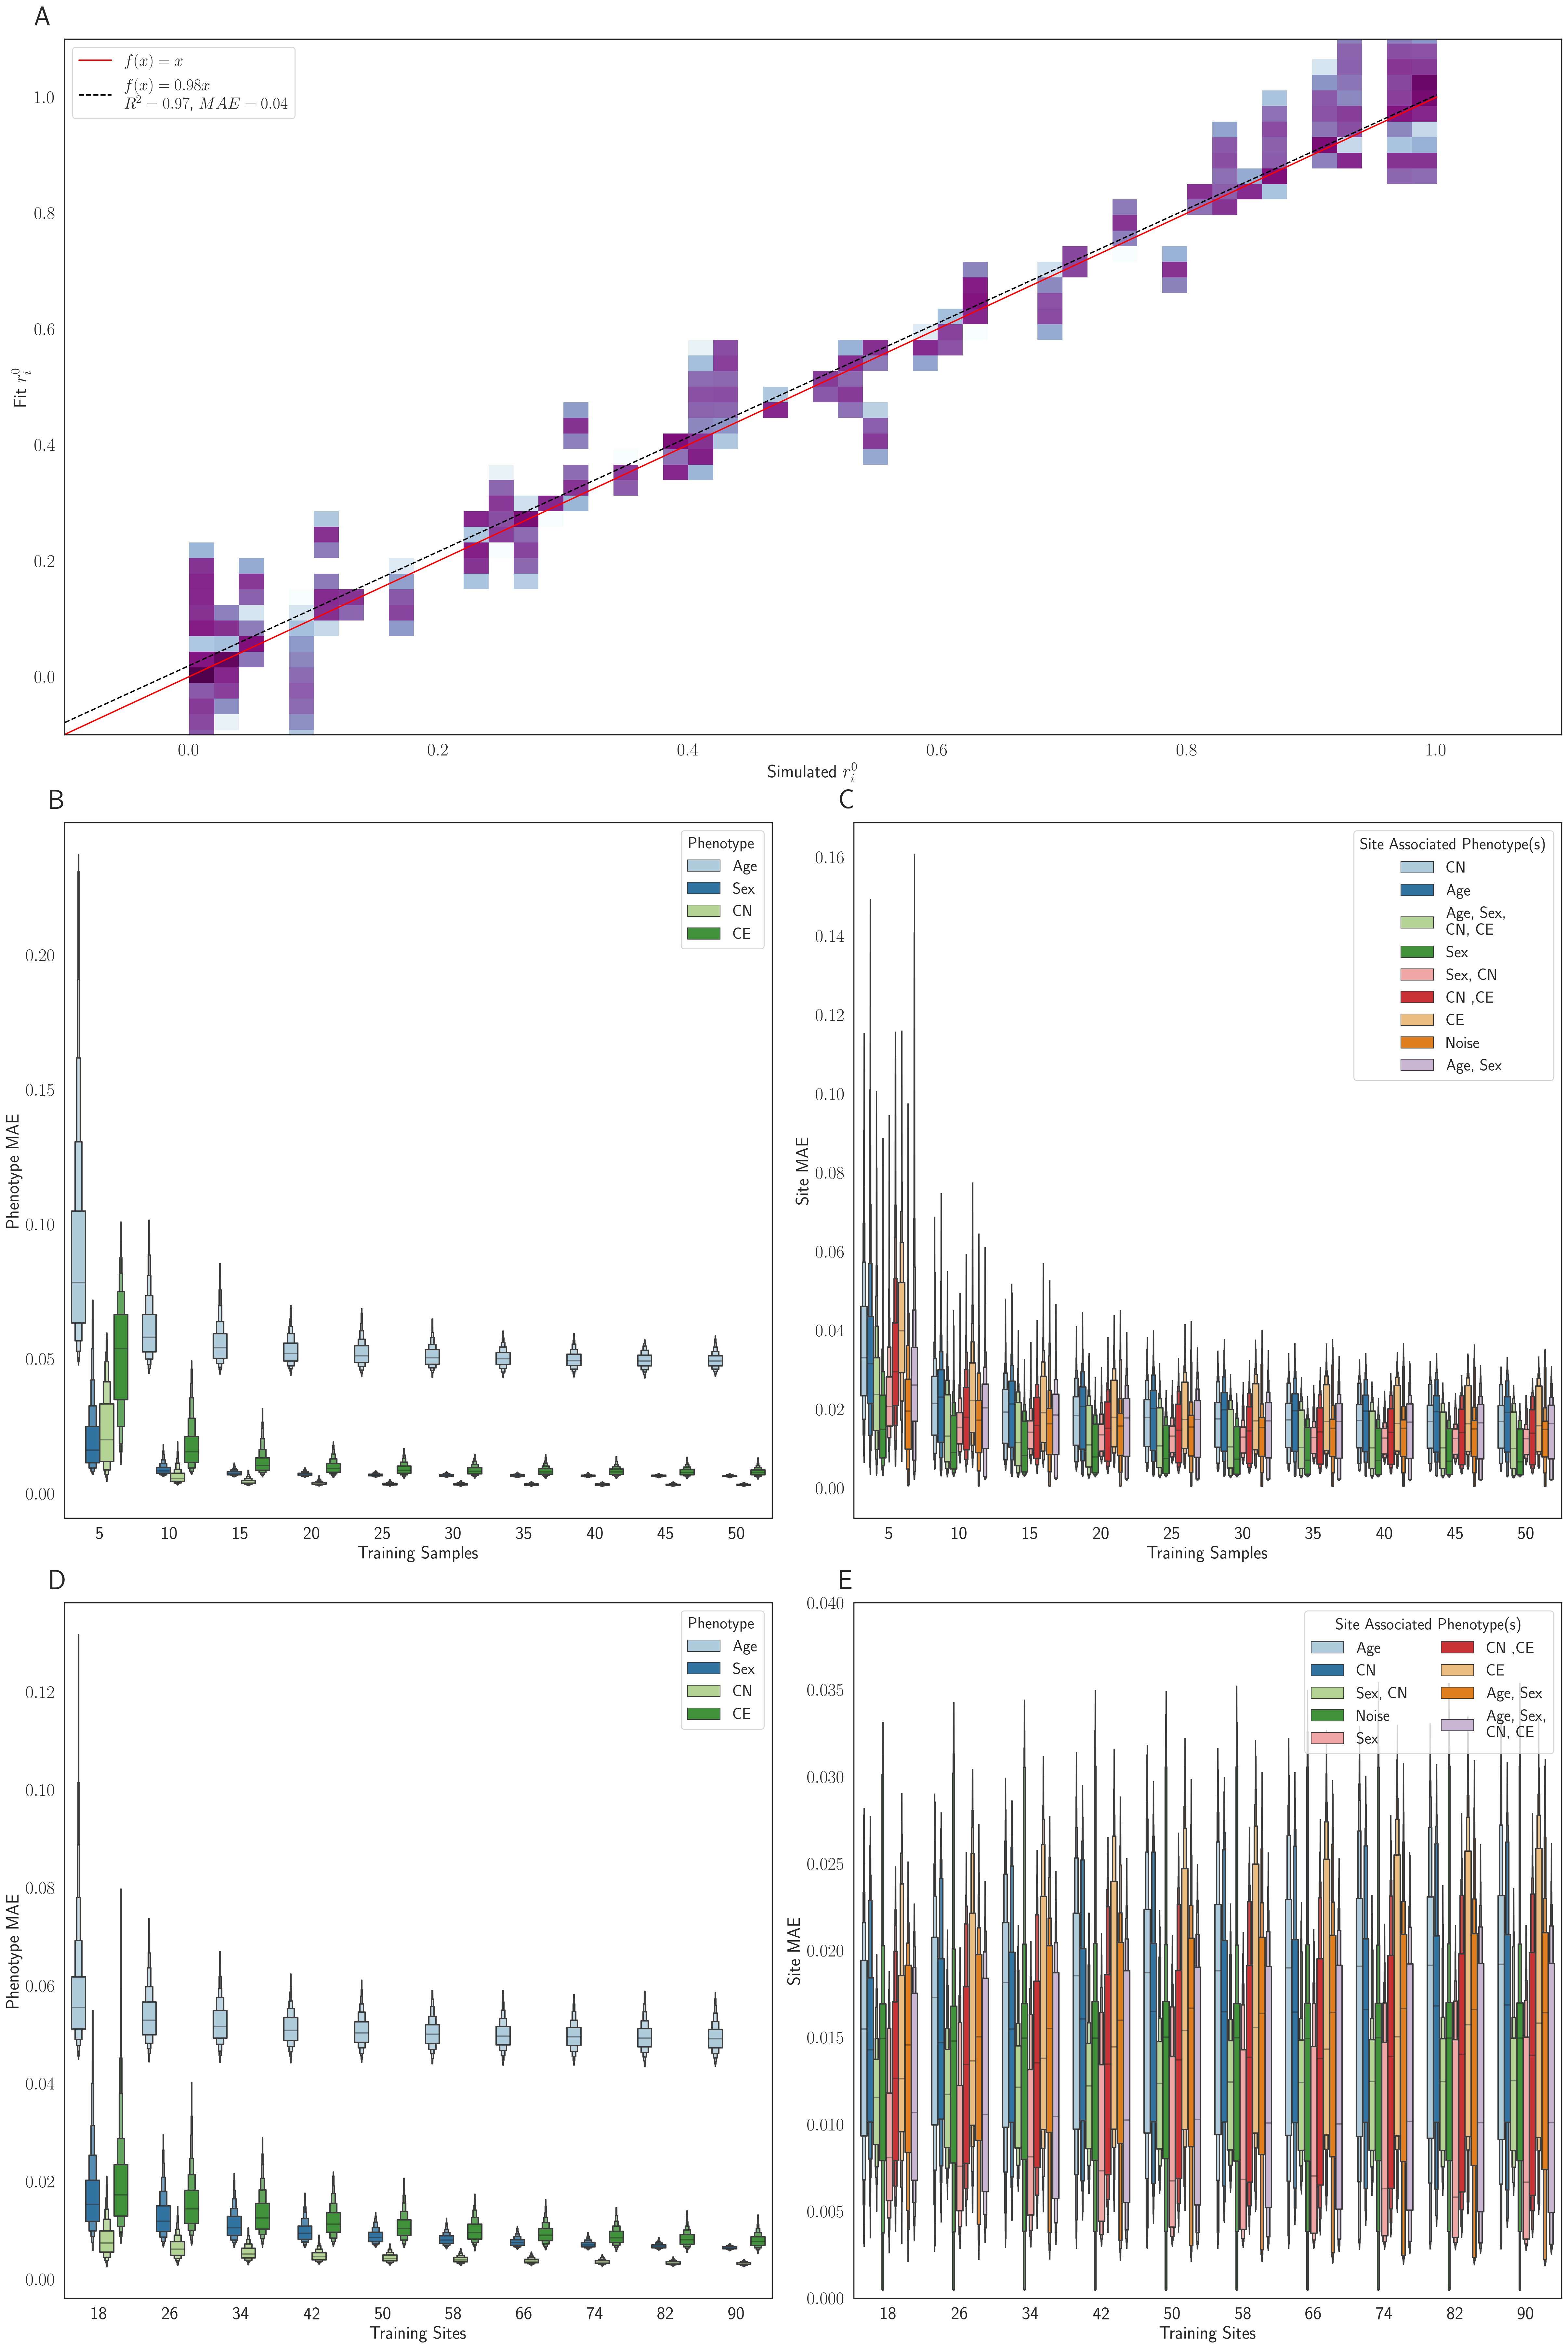 A
f(x) = x
f(x) = 0.98x
R² = 0.97, MAE = 0.04
1.0
0.8
0.6
0.4
0.2
0.0
Fit r_i^0
0.0 0.2 0.4 0.6 0.8 1.0
Simulated r_i^0
B
Phenotype
Age
Sex
CN
CE
0.20
0.15
0.10
0.05
0.00
Phenotype MAE
5 10 15 20 25 30 35 40 45 50
Training Samples
C
Site Associated Phenotype(s)
CN
Age
Age, Sex,
CN, CE
Sex
Sex, CN
CN ,CE
CE
Noise
Age, Sex
0.16
0.14
0.12
0.10
0.08
0.06
0.04
0.02
0.00
Site MAE
5 10 15 20 25 30 35 40 45 50
Training Samples
D
Phenotype
Age
Sex
CN
CE
0.12
0.10
0.08
0.06
0.04
0.02
0.00
Phenotype MAE
18 26 34 42 50 58 66 74 82 90
Training Sites
E
Site Associated Phenotype(s)
Age
CN
Sex, CN
Noise
Sex
CN ,CE
CE
Age, Sex
Age, Sex,
CN, CE
0.040
0.035
0.030
0.025
0.020
0.015
0.010
0.005
0.000
Site MAE
18 26 34 42 50 58 66 74 82 90
Training Sites